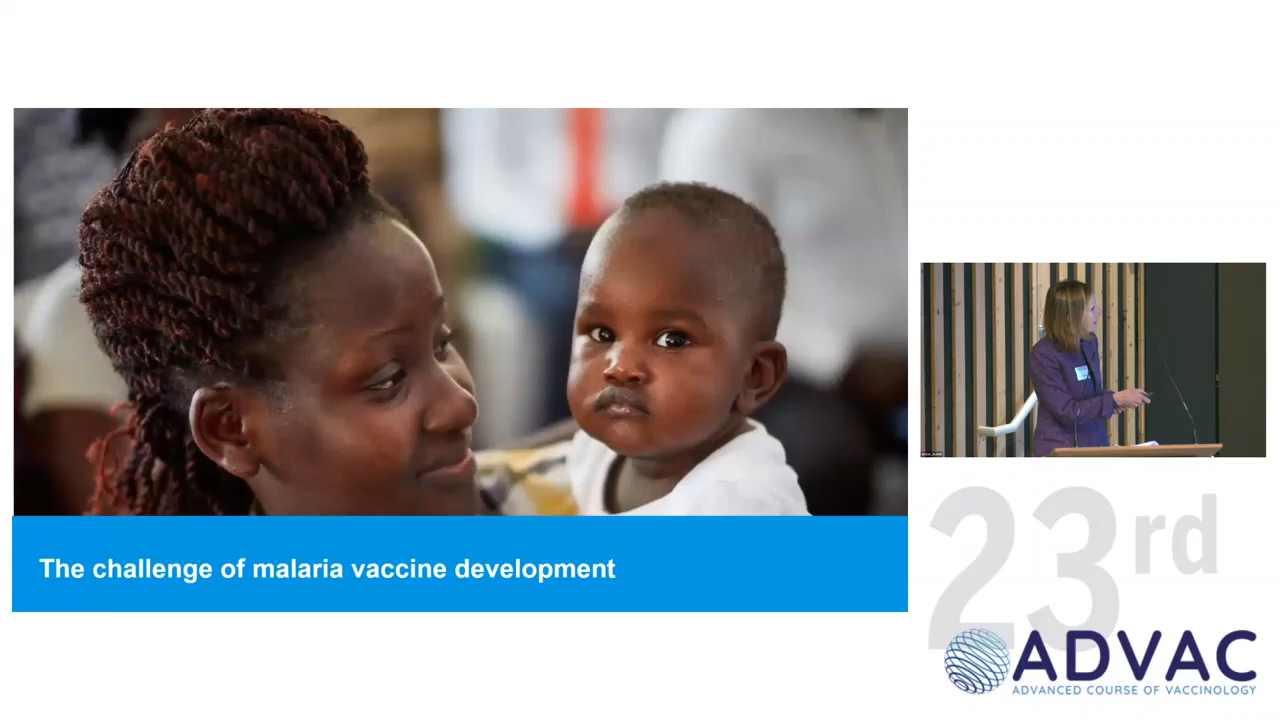 The challenge of malaria vaccine development
23rd
ADVAC
ADVANCED COURSE OF VACCINOLOGY